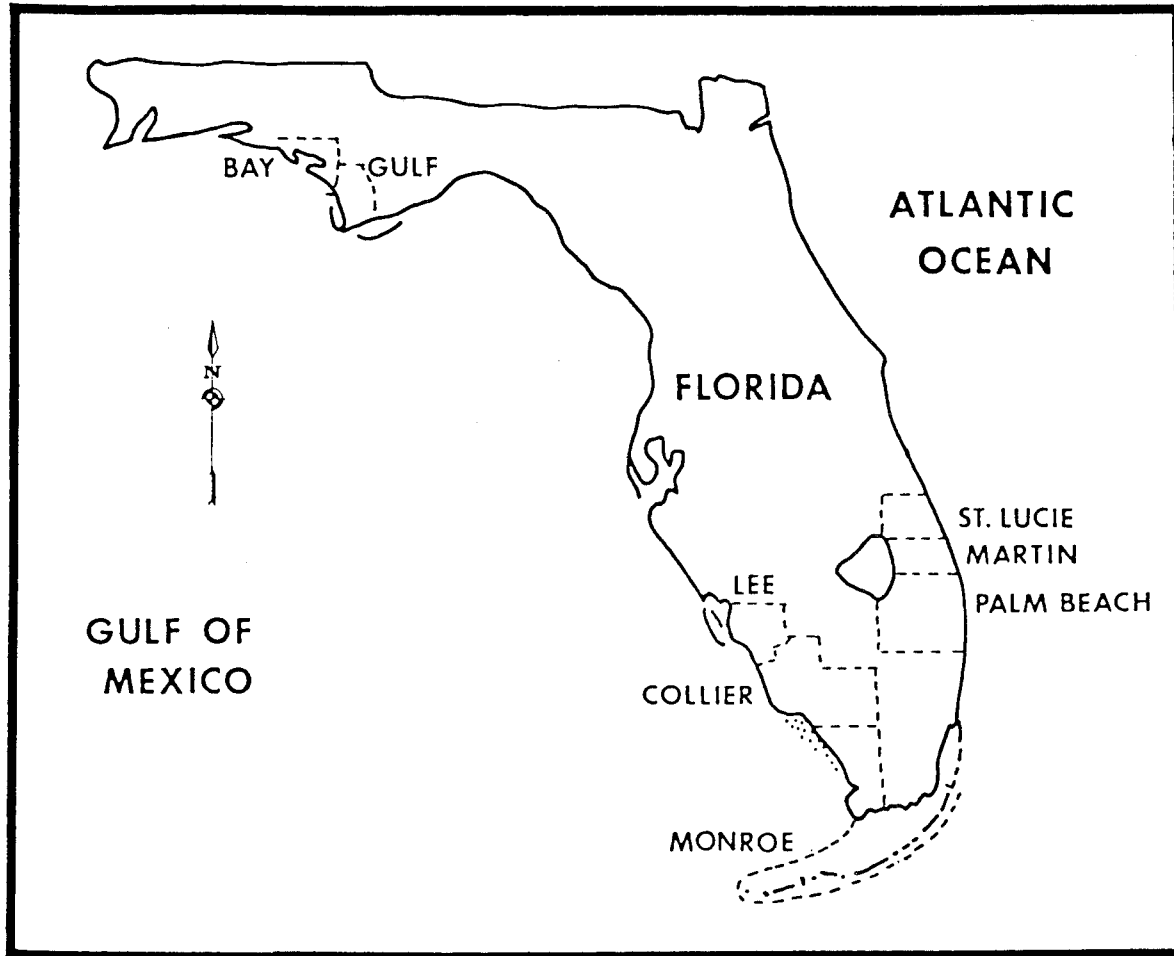 BAY
GULF
ATLANTIC
OCEAN
N
FLORIDA
ST. LUCIE
MARTIN
LEE
PALM BEACH
GULF OF
MEXICO
COLLIER
MONROE